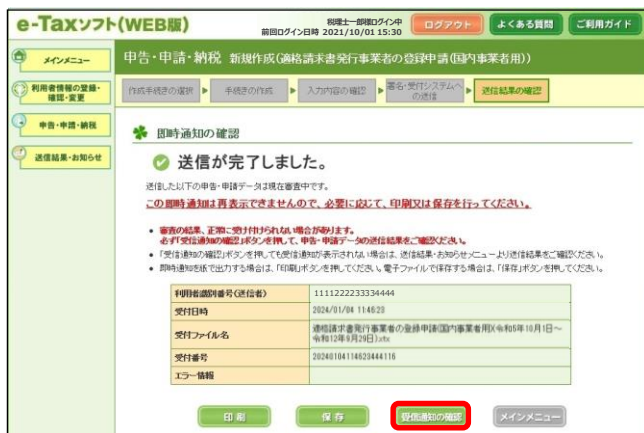 e-Taxソフト(WEB版)
税理士一郎様ログイン中
前回ログイン日時 2021/10/01 15:30
ログアウト
よくある質問
ご利用ガイド
メインメニュー
利用者情報の登録・
確認・変更
申告・申請・納税
送信結果・お知らせ
申告・申請・納税 新規作成(適格請求書発行事業者の登録申請(国内事業者用))
作成手続きの選択
手続きの作成
入力内容の確認
署名・受付システムへ
の送信
送信結果の確認
即時通知の確認
送信が完了しました。
送信した以下の申告・申請データは現在審査中です。
この即時通知は再表示できませんので、必要に応じて、印刷又は保存を行ってください。
• 審査の結果、正常に受け付けられない場合があります。
必ず「受信通知の確認」ボタンを押して、申告・申請データの送信結果をご確認ください。
• 「受信通知の確認」ボタンを押しても受信通知が表示されない場合は、送信結果・お知らせメニューより送信結果をご確認ください。
• 即時通知を紙で出力する場合は、「印刷」ボタンを押してください。電子ファイルで保存する場合は、「保存」ボタンを押してください。
利用者識別番号(送信者) 1111222233334444
受付日時 2024/01/04 11:46:23
受付ファイル名 適格請求書発行事業者の登録申請(国内事業者用)(令和5年10月1日～
令和12年9月29日).xtx
受付番号 20240104114623444116
エラー情報
印刷
保存
受信通知の確認
メインメニュー